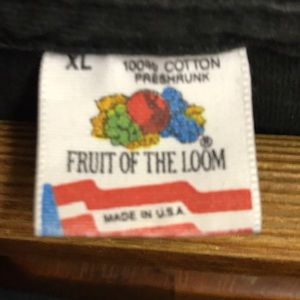 XL 100% COTTON
PRESHRUNK
FRUIT OF THE LOOM®
MADE IN U.S.A.